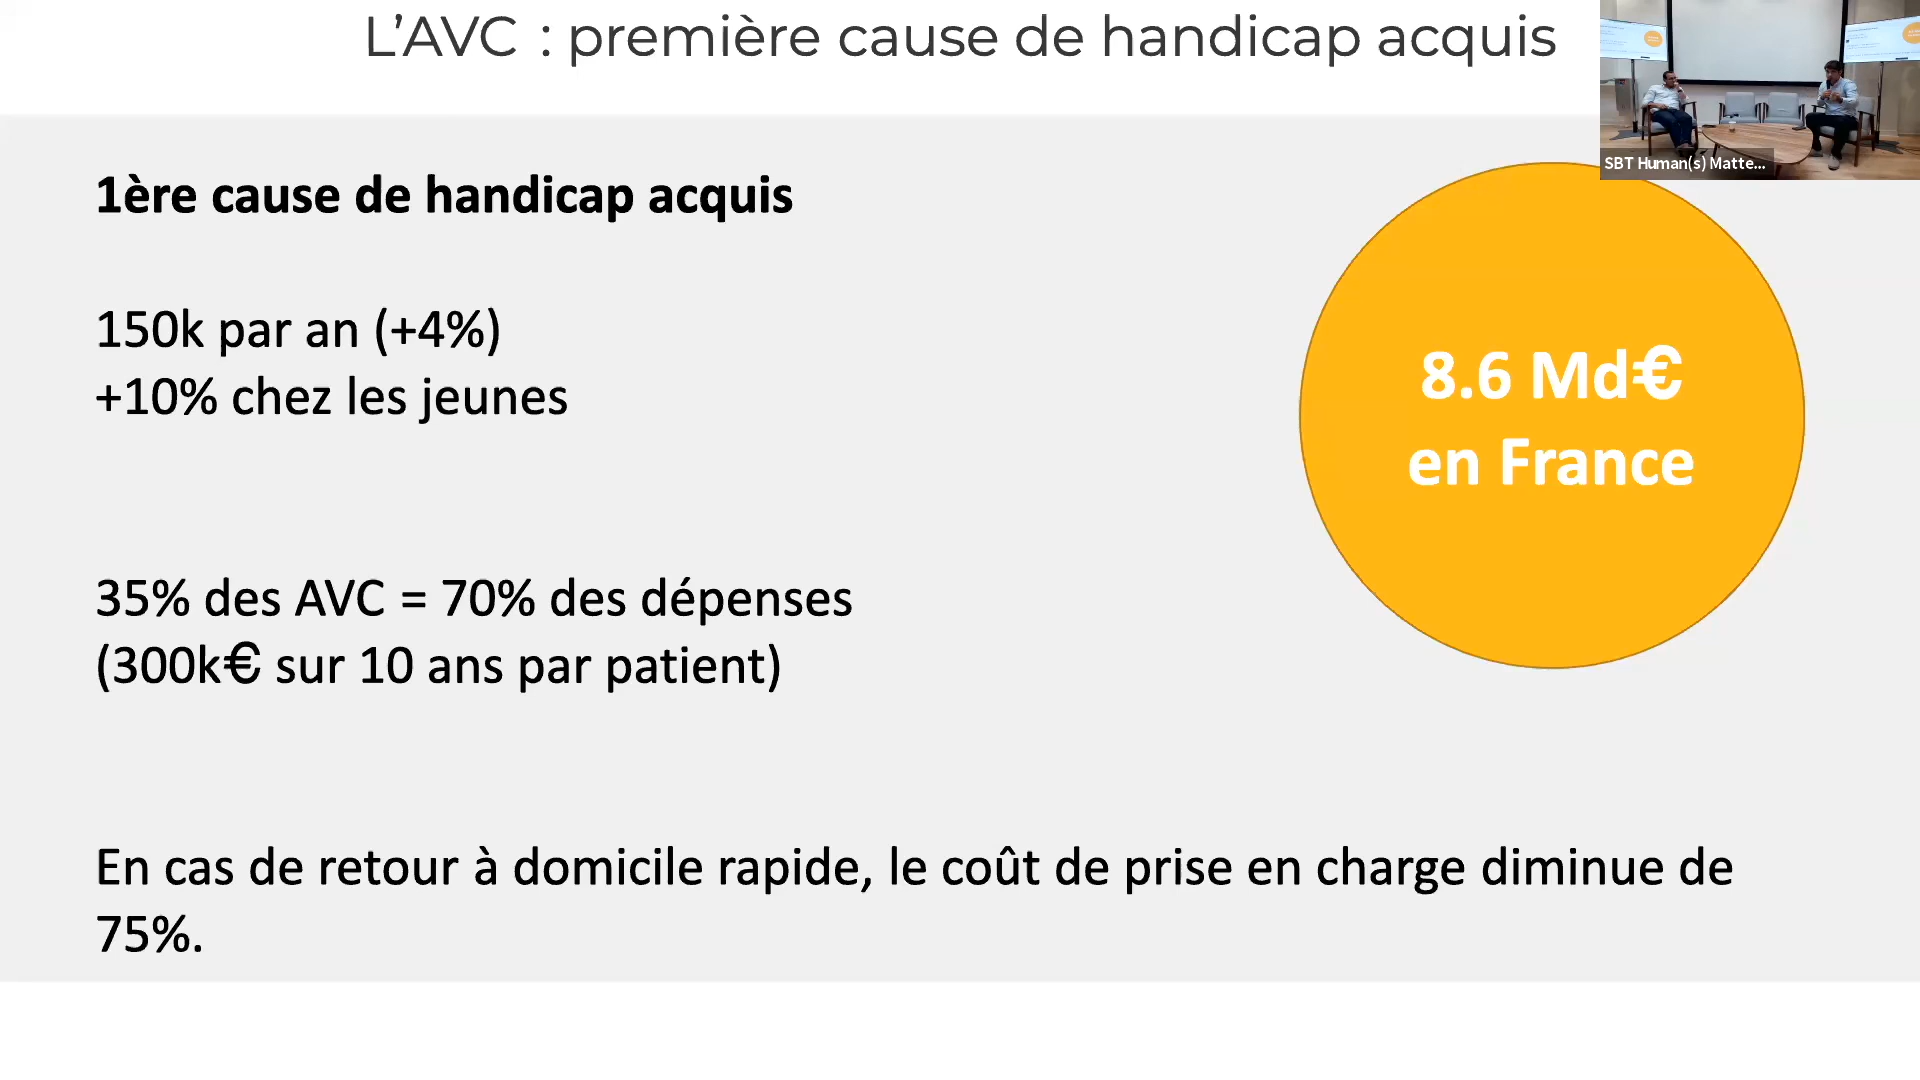 L’AVC : première cause de handicap acquis
SBT Human(s) Matte...
1ère cause de handicap acquis
150k par an (+4%)
+10% chez les jeunes
8.6 Md€
en France
35% des AVC = 70% des dépenses
(300k€ sur 10 ans par patient)
En cas de retour à domicile rapide, le coût de prise en charge diminue de
75%.